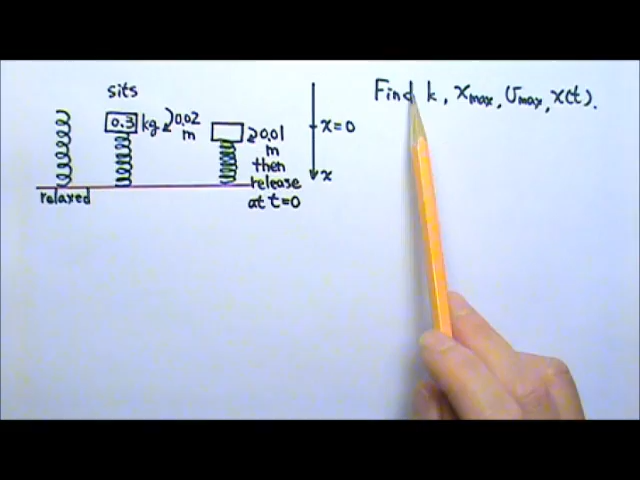 sits
Find k, xmax, υmax, x(t).
0.3 kg 0.02 m
x=0
0.01 m
then
release
at t=0
x
relaxed